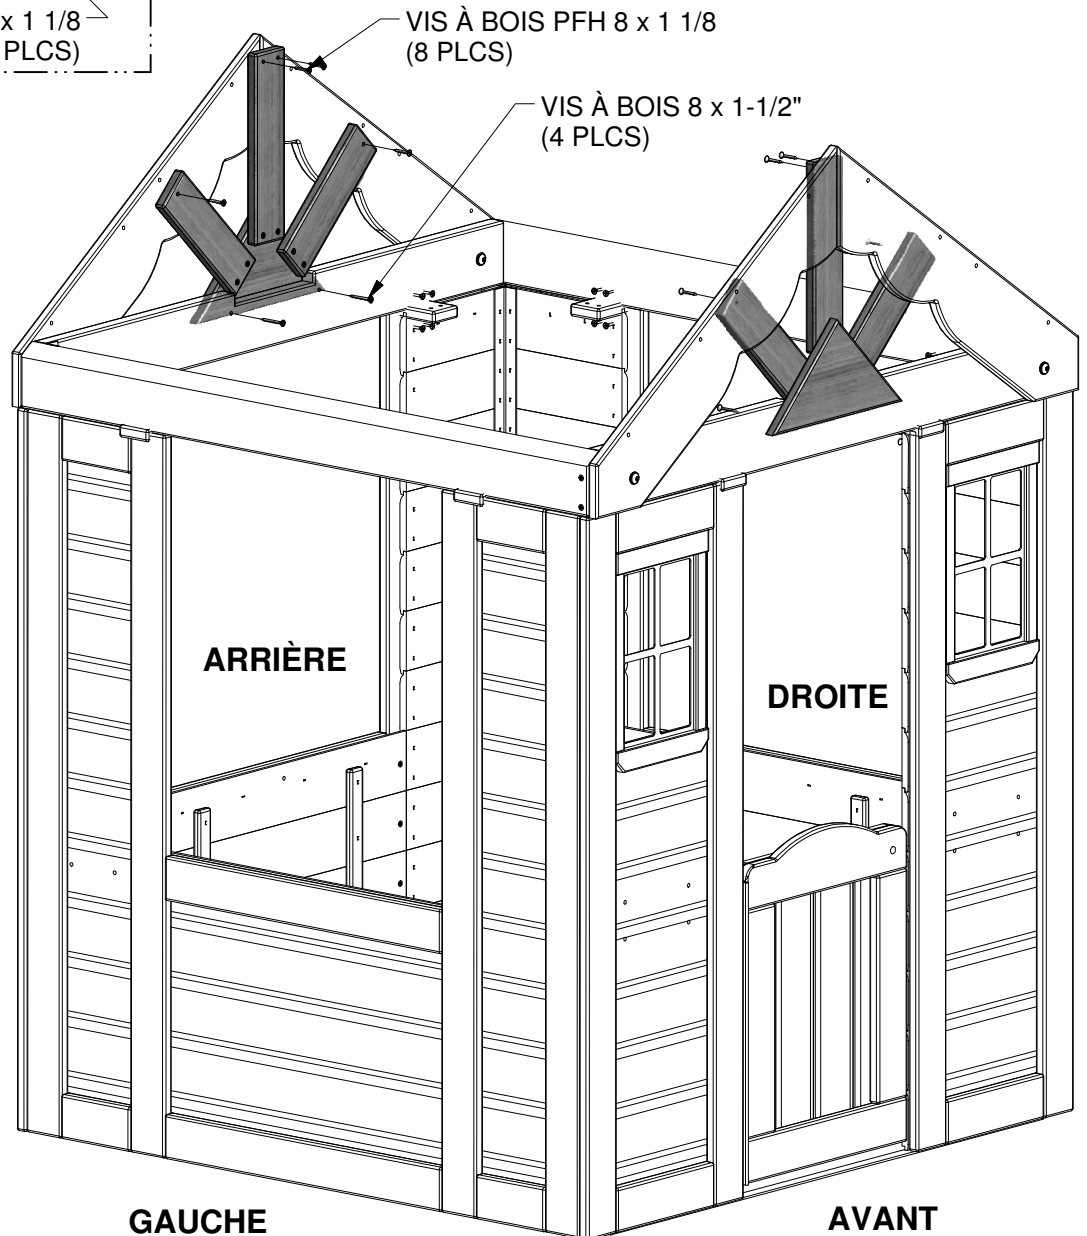 x 1 1/8
PLCS)
VIS À BOIS PFH 8 x 1 1/8
(8 PLCS)
VIS À BOIS 8 x 1-1/2"
(4 PLCS)
ARRIÈRE
DROITE
GAUCHE
AVANT